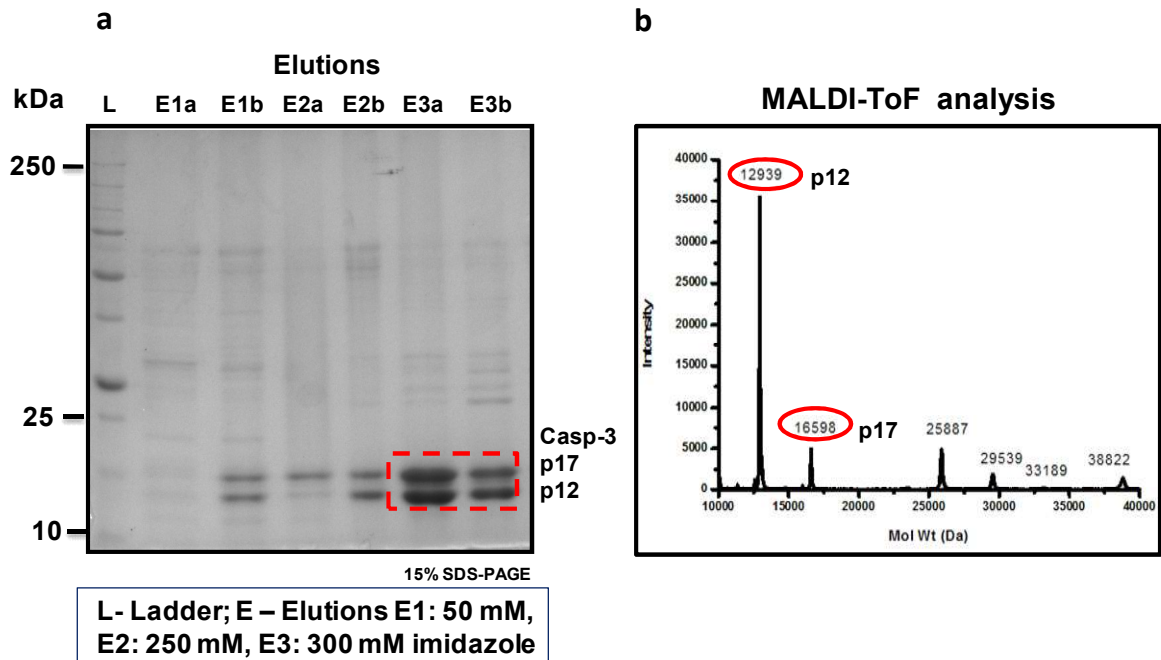 a
Elutions
kDa
L E1a E1b E2a E2b E3a E3b
250
25
10
Casp-3
p17
p12
15% SDS-PAGE
L- Ladder; E – Elutions E1: 50 mM,
E2: 250 mM, E3: 300 mM imidazole
b
MALDI-ToF analysis
40000
35000
30000
25000
20000
15000
10000
5000
0
Intensity
12939
p12
16598
p17
25887
29539
33189
38822
10000 15000 20000 25000 30000 35000 40000
Mol Wt (Da)